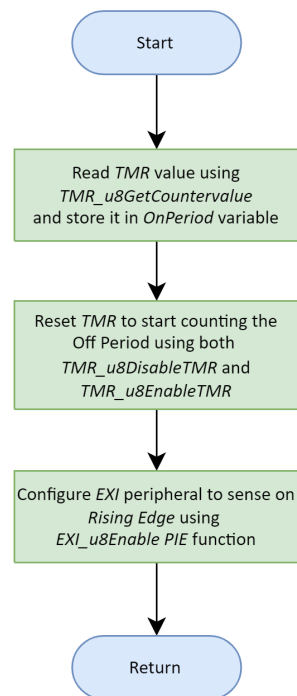 Start
Read TMR value using
TMR_u8GetCountervalue
and store it in OnPeriod variable
Reset TMR to start counting the
Off Period using both
TMR_u8DisableTMR and
TMR_u8EnableTMR
Configure EXI peripheral to sense on
Rising Edge using
EXI_u8Enable PIE function
Return